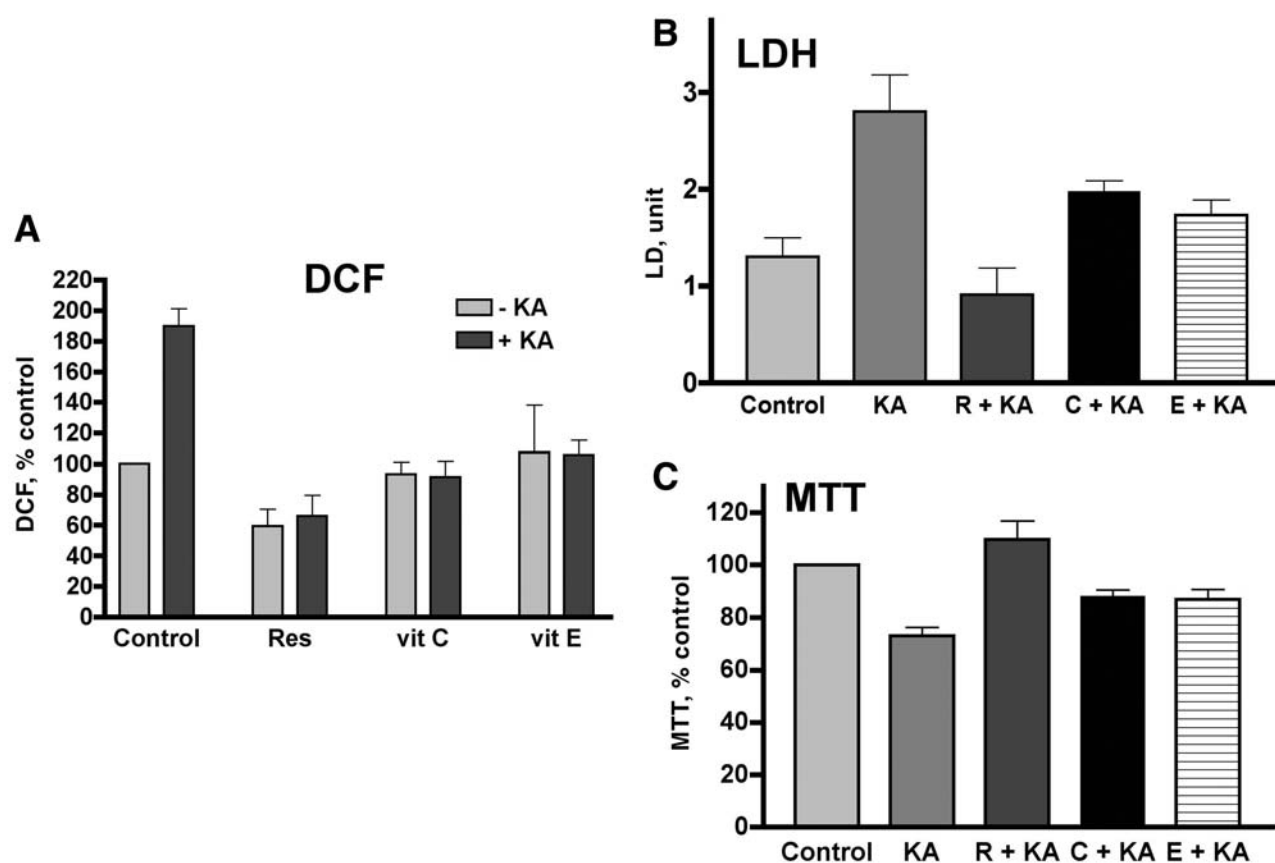 A
DCF
- KA
+ KA
DCF, % control
220
200
180
160
140
120
100
80
60
40
20
0
Control Res vit C vit E
B
LDH
LD, unit
3
2
1
0
Control KA R + KA C + KA E + KA
C
MTT
MTT, % control
120
100
80
60
40
20
0
Control KA R + KA C + KA E + KA